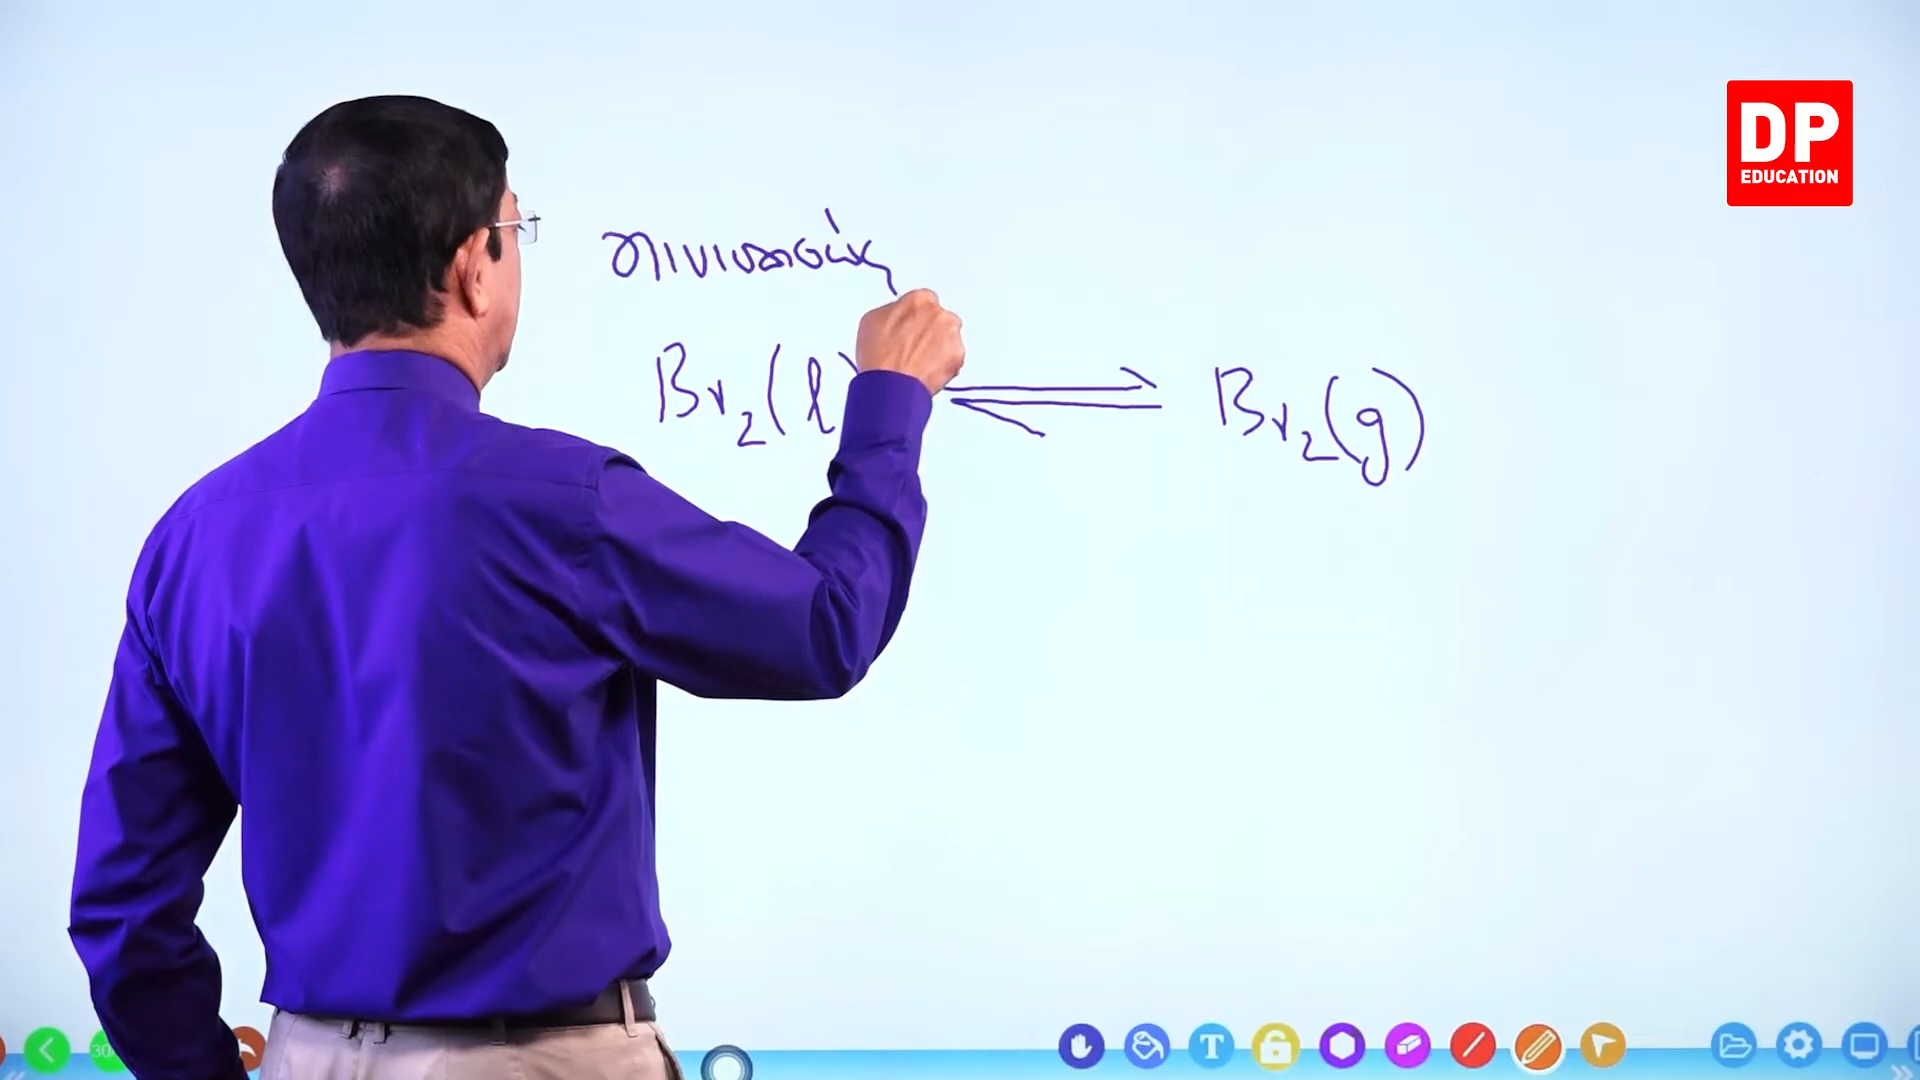 DP
EDUCATION
Br₂(l) ⇌ Br₂(g)